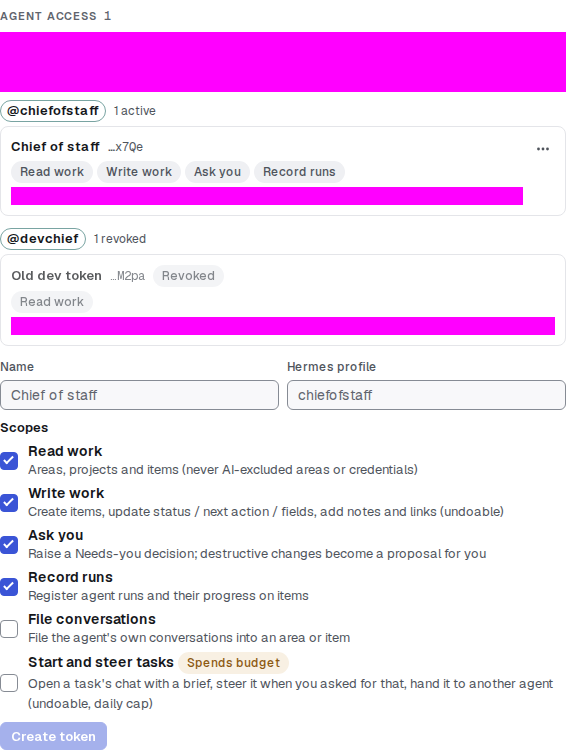 AGENT ACCESS 1
@chiefofstaff 1 active
Chief of staff …x7Qe
Read work Write work Ask you Record runs
@devchief 1 revoked
Old dev token …M2pa Revoked
Read work
Name Hermes profile
Chief of staff chiefofstaff
Scopes
Read work
Areas, projects and items (never AI-excluded areas or credentials)
Write work
Create items, update status / next action / fields, add notes and links (undoable)
Ask you
Raise a Needs-you decision; destructive changes become a proposal for you
Record runs
Register agent runs and their progress on items
File conversations
File the agent's own conversations into an area or item
Start and steer tasks Spends budget
Open a task's chat with a brief, steer it when you asked for that, hand it to another agent
(undoable, daily cap)
Create token